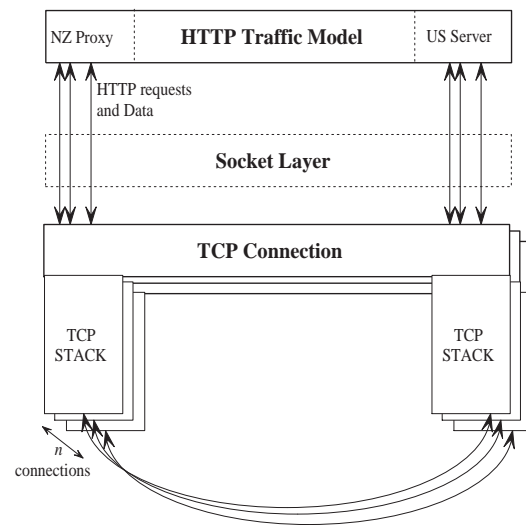 NZ Proxy
HTTP Traffic Model
US Server
HTTP requests
and Data
Socket Layer
TCP Connection
TCP
STACK
TCP
STACK
n
connections